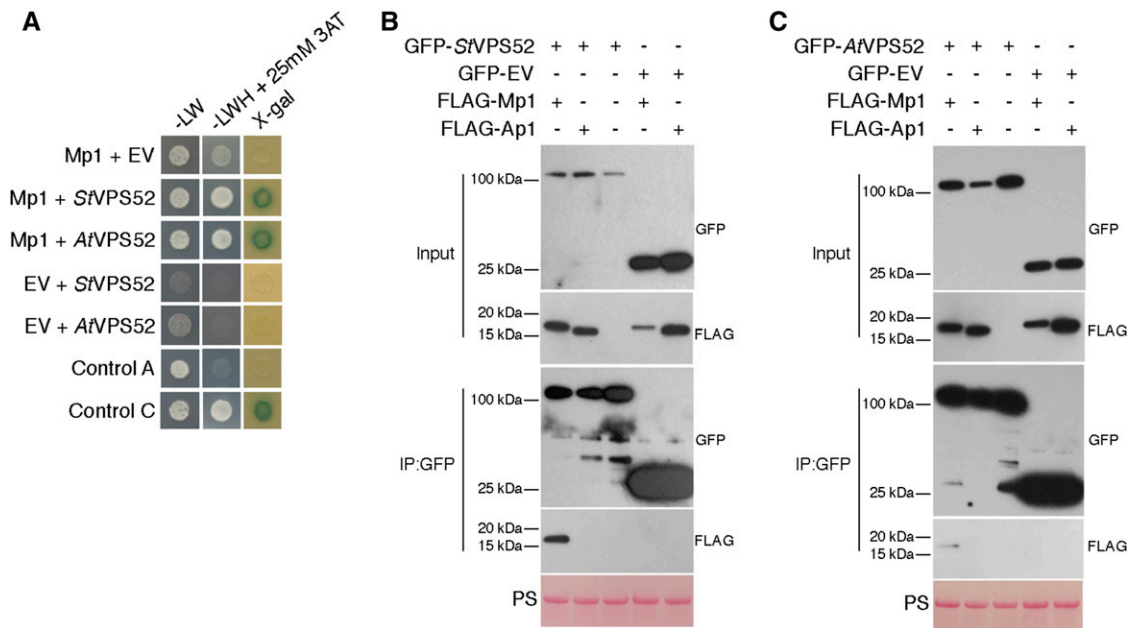 A
-LW
-LWH + 25mM 3AT
X-gal
Mp1 + EV
Mp1 + StVPS52
Mp1 + AtVPS52
EV + StVPS52
EV + AtVPS52
Control A
Control C
B
GFP-StVPS52 + + + - -
GFP-EV - - - + +
FLAG-Mp1 + - - + -
FLAG-Ap1 - + - - +
Input
100 kDa
25 kDa
GFP
20 kDa
15 kDa
FLAG
IP:GFP
100 kDa
25 kDa
GFP
20 kDa
15 kDa
FLAG
PS
C
GFP-AtVPS52 + + + - -
GFP-EV - - - + +
FLAG-Mp1 + - - + -
FLAG-Ap1 - + - - +
Input
100 kDa
25 kDa
GFP
20 kDa
15 kDa
FLAG
IP:GFP
100 kDa
25 kDa
GFP
20 kDa
15 kDa
FLAG
PS